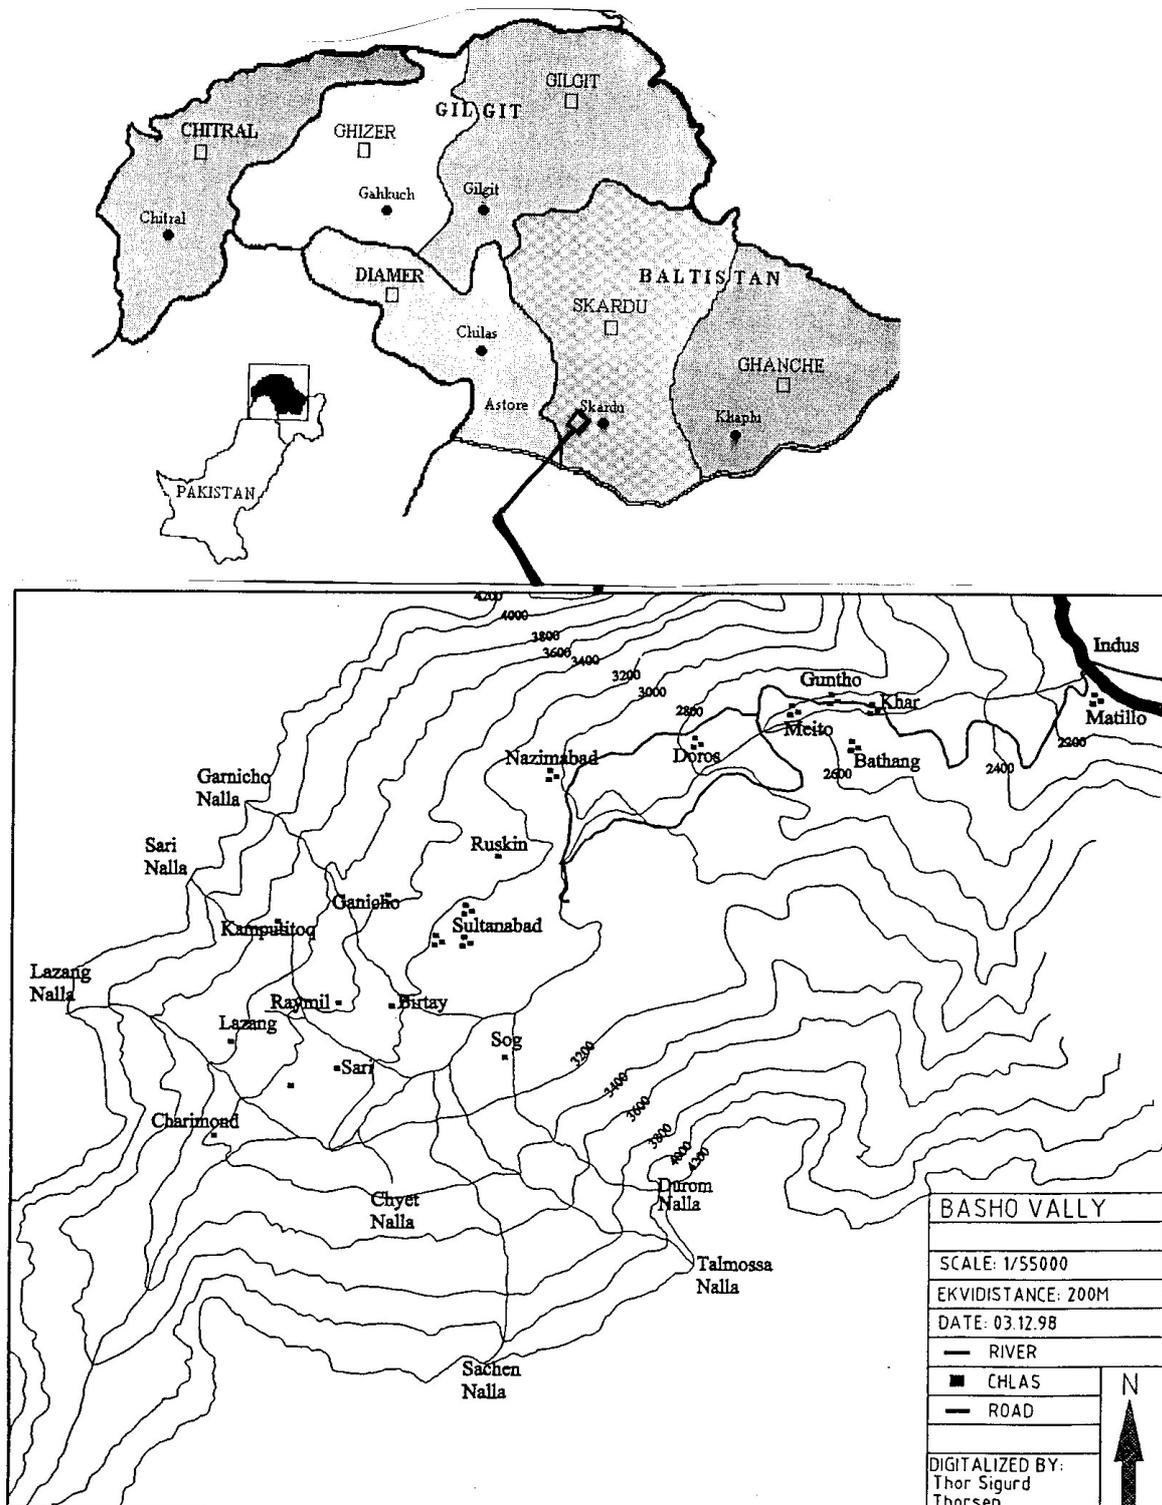 GILGIT
GILGIT
CHITRAL
GHIZER
Gahkuch
Gilgit
Chitral
DIAMER
BALTISTAN
SKARDU
Chilas
GHANCHE
Astore
Skardu
Khaplu
PAKISTAN
4200
4000
3800
3600
3400
3200
3000
2800
Indus
Guntho
Khar
Matillo
Meito
Doros
Bathang
2200
2400
2600
Nazimabad
Garnicho
Nalla
Ruskin
Sari
Nalla
Ganicho
Kampulitoq
Sultanabad
Lazang
Nalla
Raymil
Birtay
Lazang
Sog
Sari
3200
3400
3600
3800
4000
4200
Charimond
Chyet
Nalla
Durom
Nalla
Talmossa
Nalla
Sachen
Nalla
BASHO VALLY
SCALE: 1/55000
EKVIDISTANCE: 200M
DATE: 03.12.98
RIVER
CHLAS
ROAD
N
DIGITALIZED BY:
Thor Sigurd
Thorsen